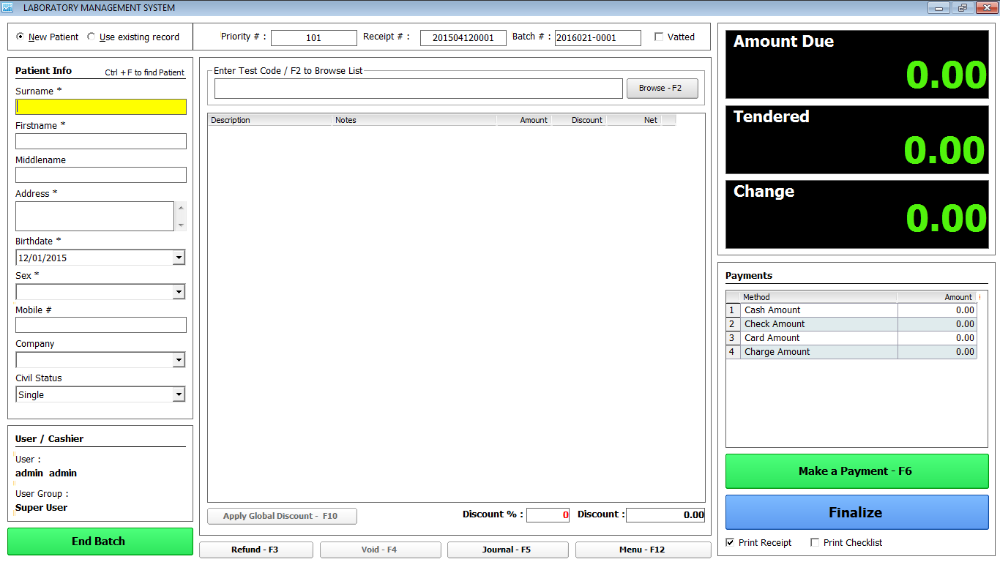 LABORATORY MANAGEMENT SYSTEM
New Patient Use existing record Priority # : 101 Receipt # : 201504120001 Batch # : 2016021-0001 Vatted
Patient Info Ctrl + F to find Patient
Surname *
Firstname *
Middlename
Address *
Birthdate *
12/01/2015
Sex *
Mobile #
Company
Civil Status
Single
User / Cashier
User :
admin admin
User Group :
Super User
End Batch
Enter Test Code / F2 to Browse List
Browse - F2
Description Notes Amount Discount Net
Apply Global Discount - F10 Discount % : 0 Discount : 0.00
Refund - F3 Void - F4 Journal - F5 Menu - F12
Amount Due
0.00
Tendered
0.00
Change
0.00
Payments
Method Amount
1 Cash Amount 0.00
2 Check Amount 0.00
3 Card Amount 0.00
4 Charge Amount 0.00
Make a Payment - F6
Finalize
Print Receipt Print Checklist